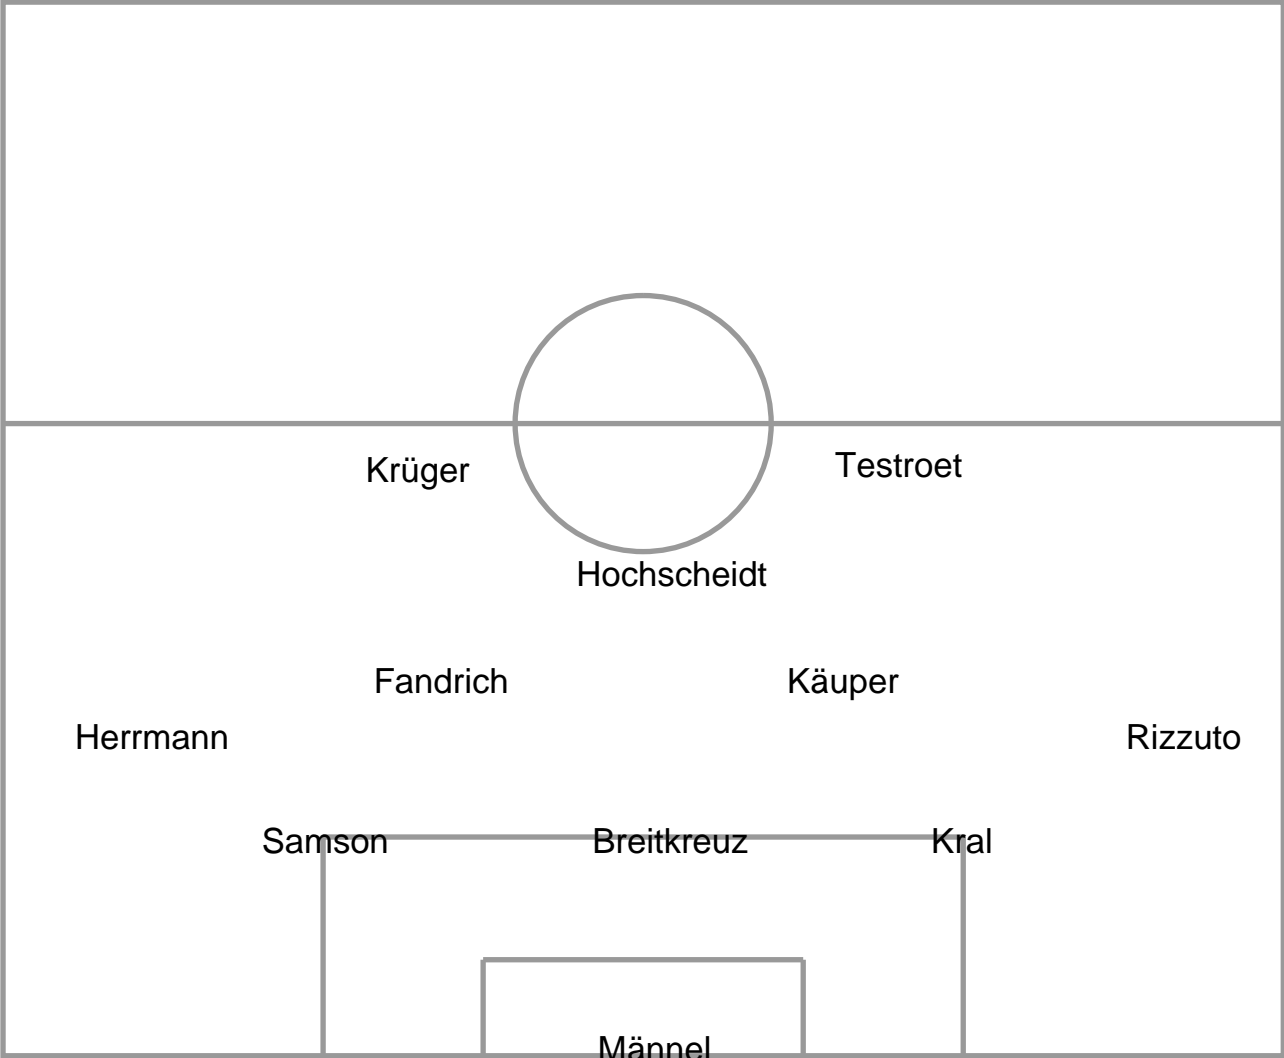 Krüger
Testroet
Hochscheidt
Fandrich
Käuper
Herrmann
Rizzuto
Samson
Breitkreuz
Kral
Männel